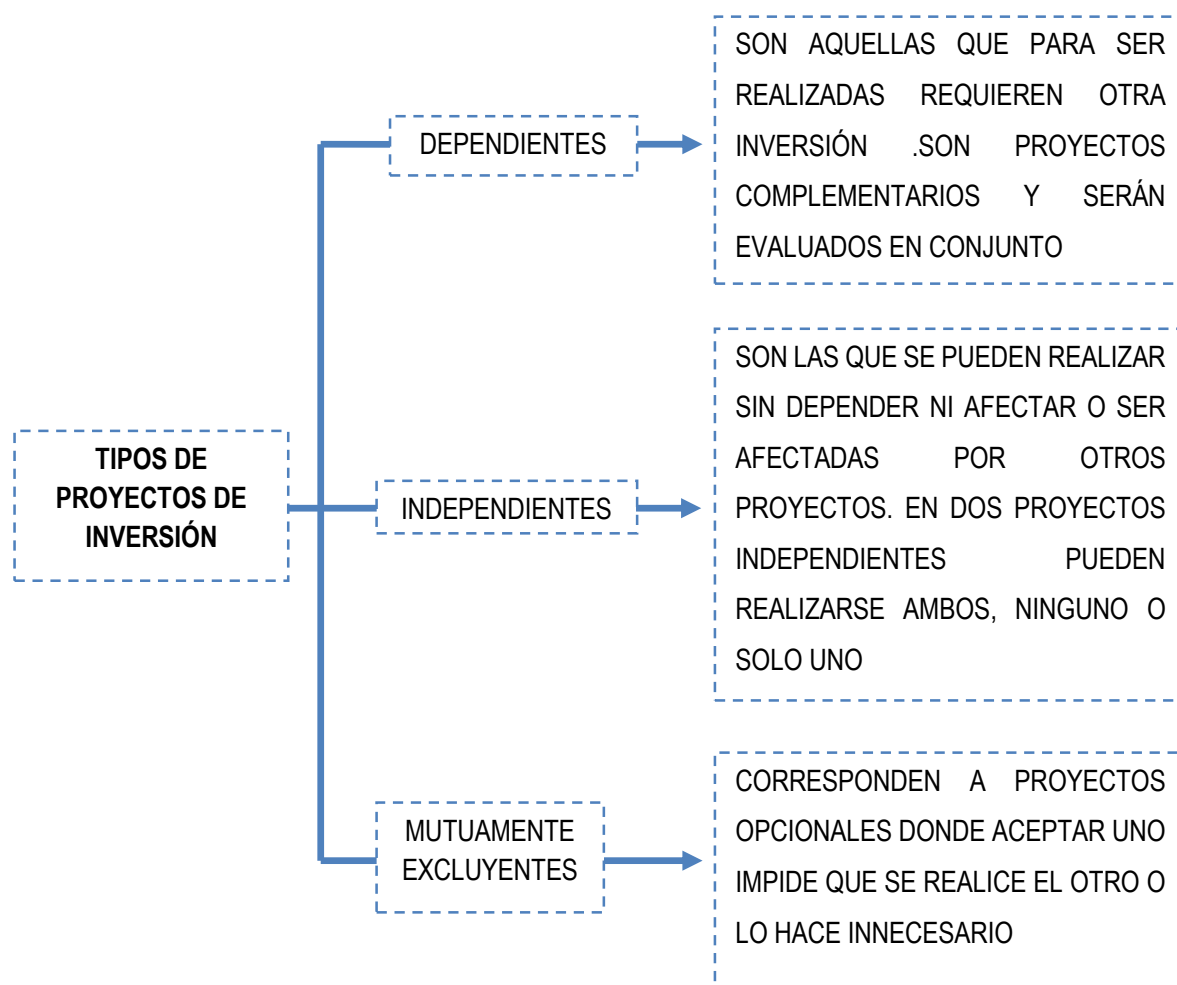 TIPOS DE
PROYECTOS DE
INVERSIÓN
DEPENDIENTES
SON AQUELLAS QUE PARA SER
REALIZADAS REQUIEREN OTRA
INVERSIÓN .SON PROYECTOS
COMPLEMENTARIOS Y SERÁN
EVALUADOS EN CONJUNTO
INDEPENDIENTES
SON LAS QUE SE PUEDEN REALIZAR
SIN DEPENDER NI AFECTAR O SER
AFECTADAS POR OTROS
PROYECTOS. EN DOS PROYECTOS
INDEPENDIENTES PUEDEN
REALIZARSE AMBOS, NINGUNO O
SOLO UNO
MUTUAMENTE
EXCLUYENTES
CORRESPONDEN A PROYECTOS
OPCIONALES DONDE ACEPTAR UNO
IMPIDE QUE SE REALICE EL OTRO O
LO HACE INNECESARIO